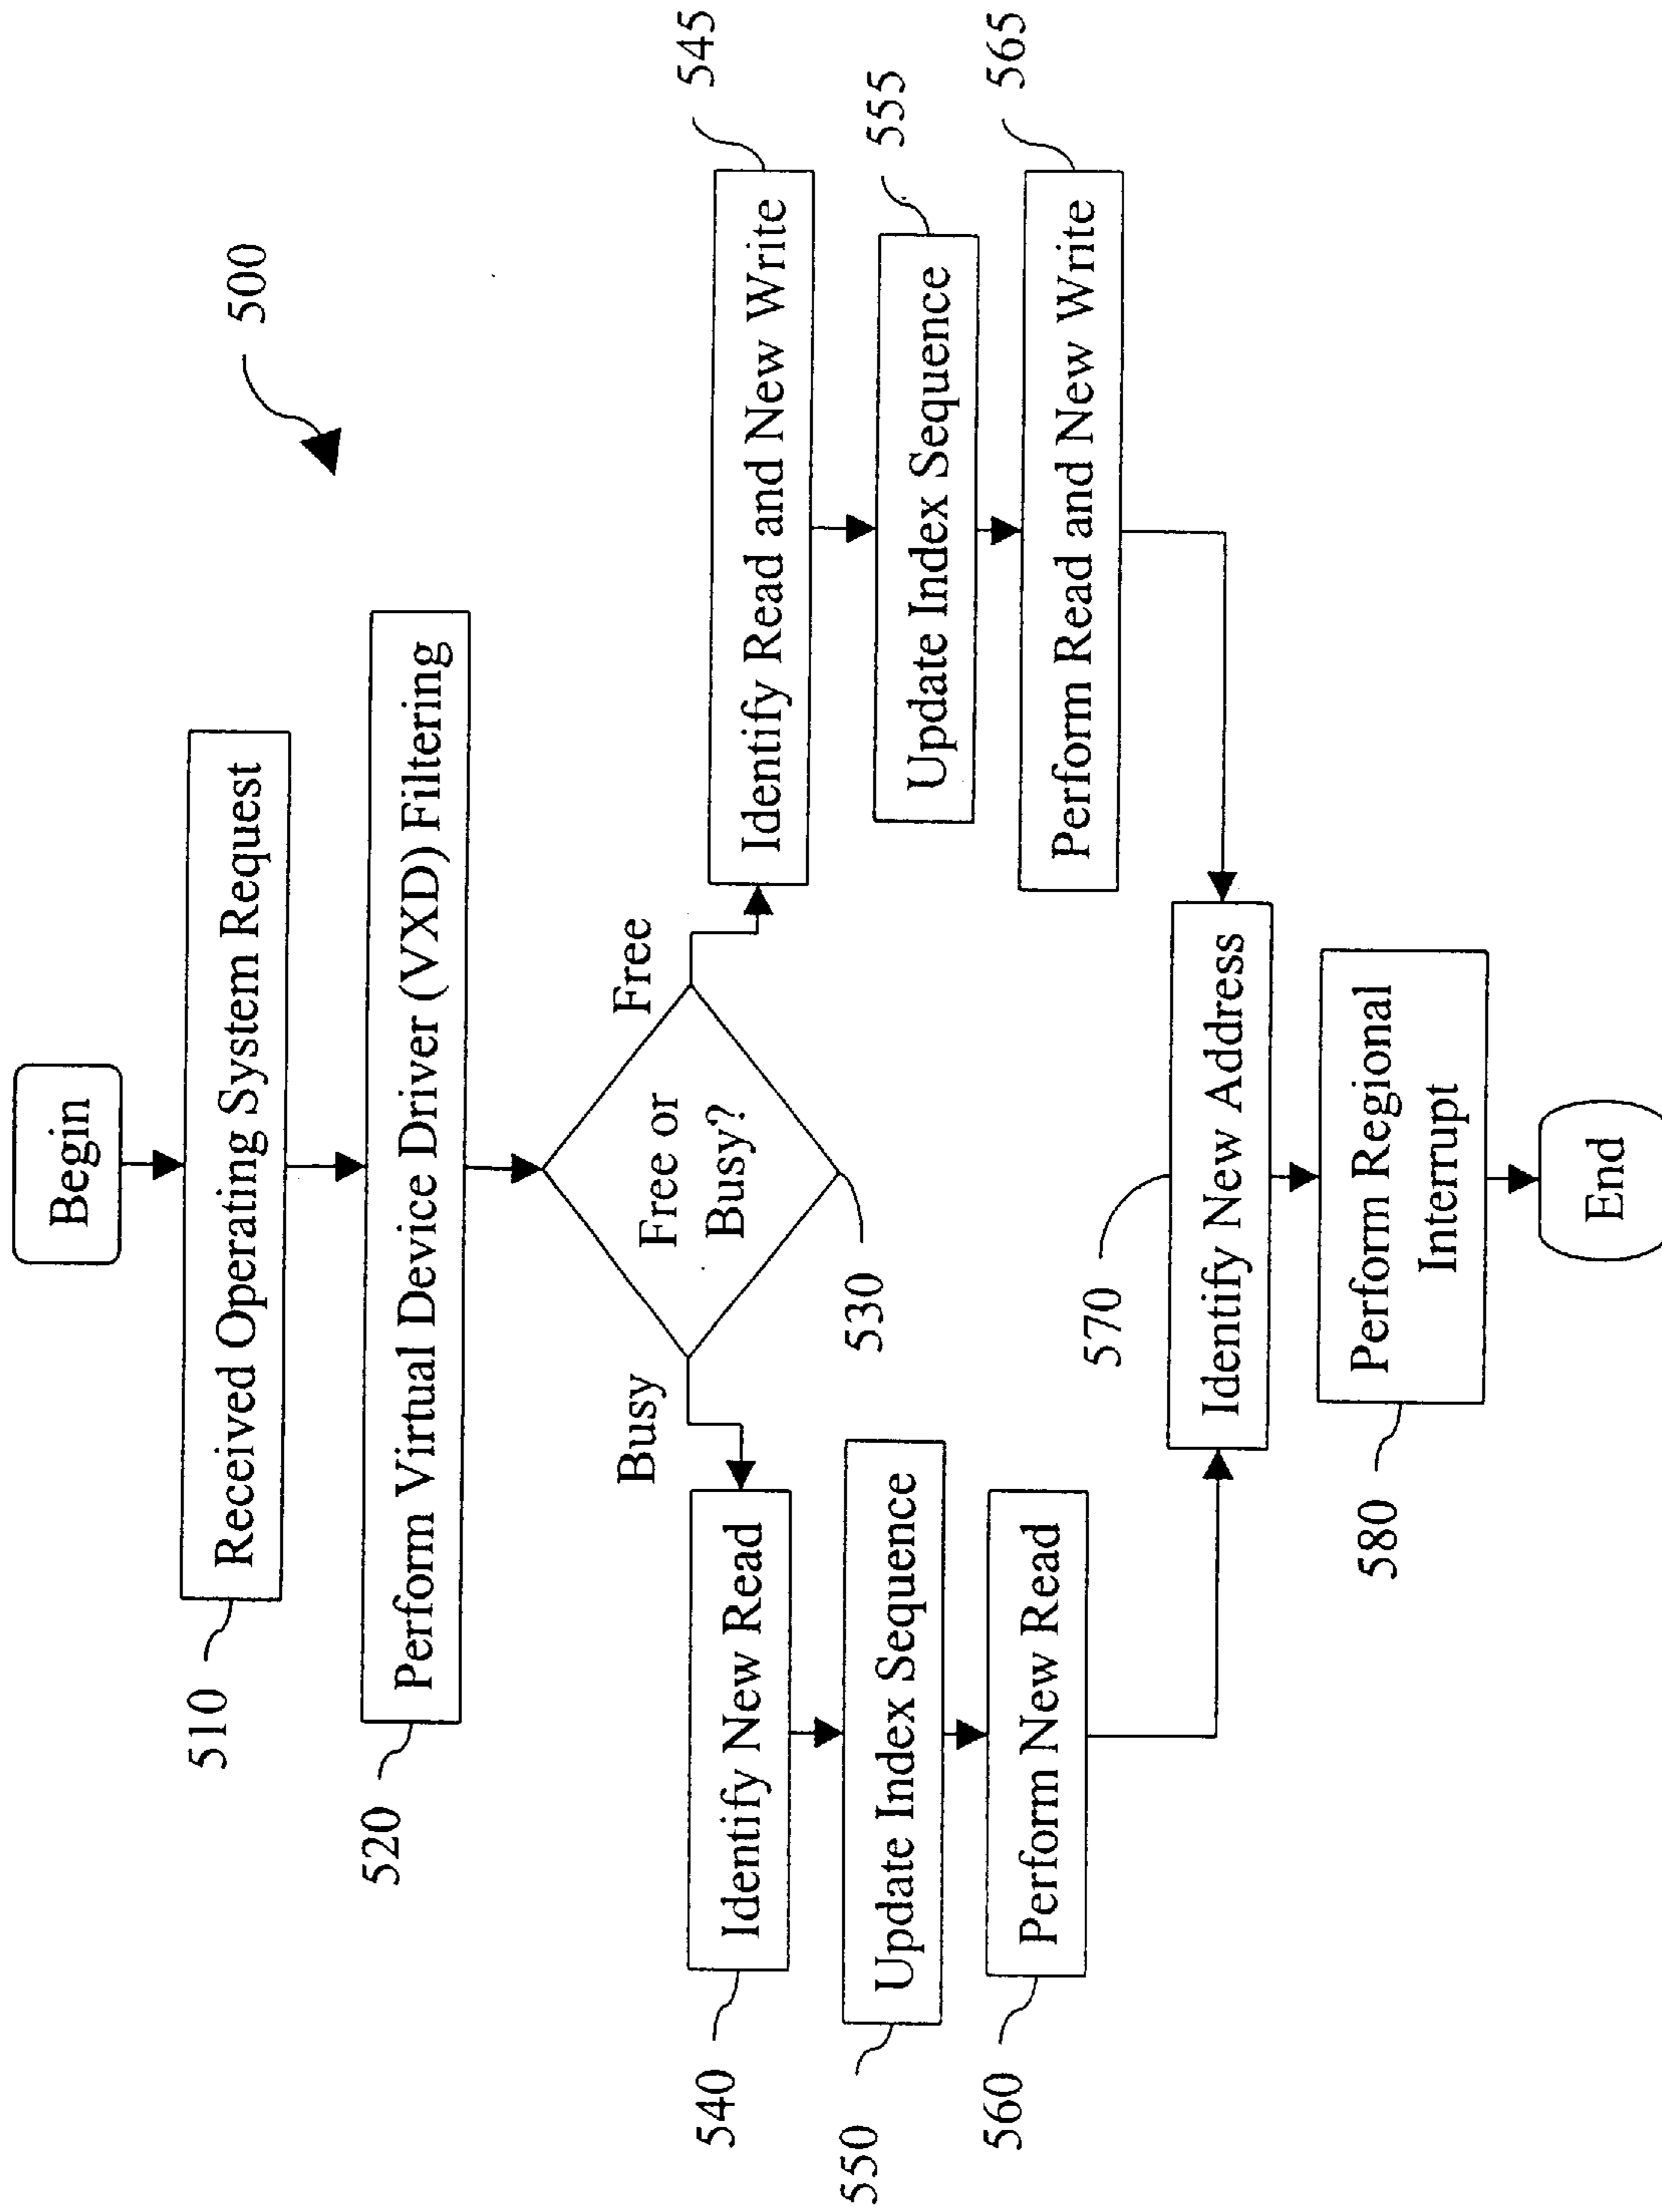 500
Begin
510
Received Operating System Request
520
Perform Virtual Device Driver (VXD) Filtering
Free or
Busy?
530
Busy
Free
540
Identify New Read
550
Update Index Sequence
560
Perform New Read
545
Identify Read and New Write
555
Update Index Sequence
565
Perform Read and New Write
570
Identify New Address
580
Perform Regional
Interrupt
End